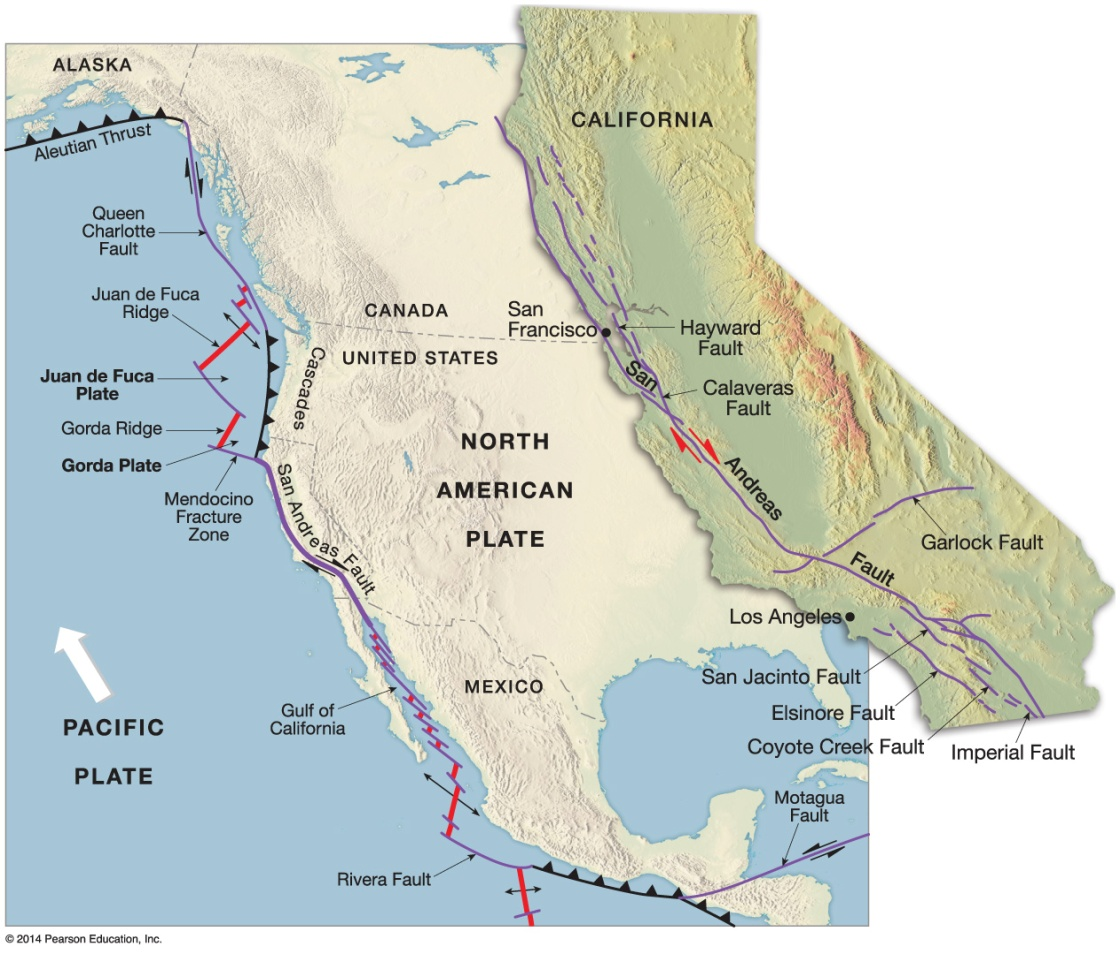 ALASKA
Aleutian Thrust
Queen
Charlotte
Fault
Juan de Fuca
Ridge
Juan de Fuca
Plate
Gorda Ridge
Gorda Plate
Mendocino
Fracture
Zone
CANADA
UNITED STATES
Cascades
San Andreas Fault
NORTH
AMERICAN
PLATE
MEXICO
Gulf of
California
PACIFIC
PLATE
Rivera Fault
Motagua
Fault
CALIFORNIA
San
Francisco
Hayward
Fault
Calaveras
Fault
San
Andreas
Fault
Garlock Fault
Los Angeles
San Jacinto Fault
Elsinore Fault
Coyote Creek Fault
Imperial Fault
© 2014 Pearson Education, Inc.